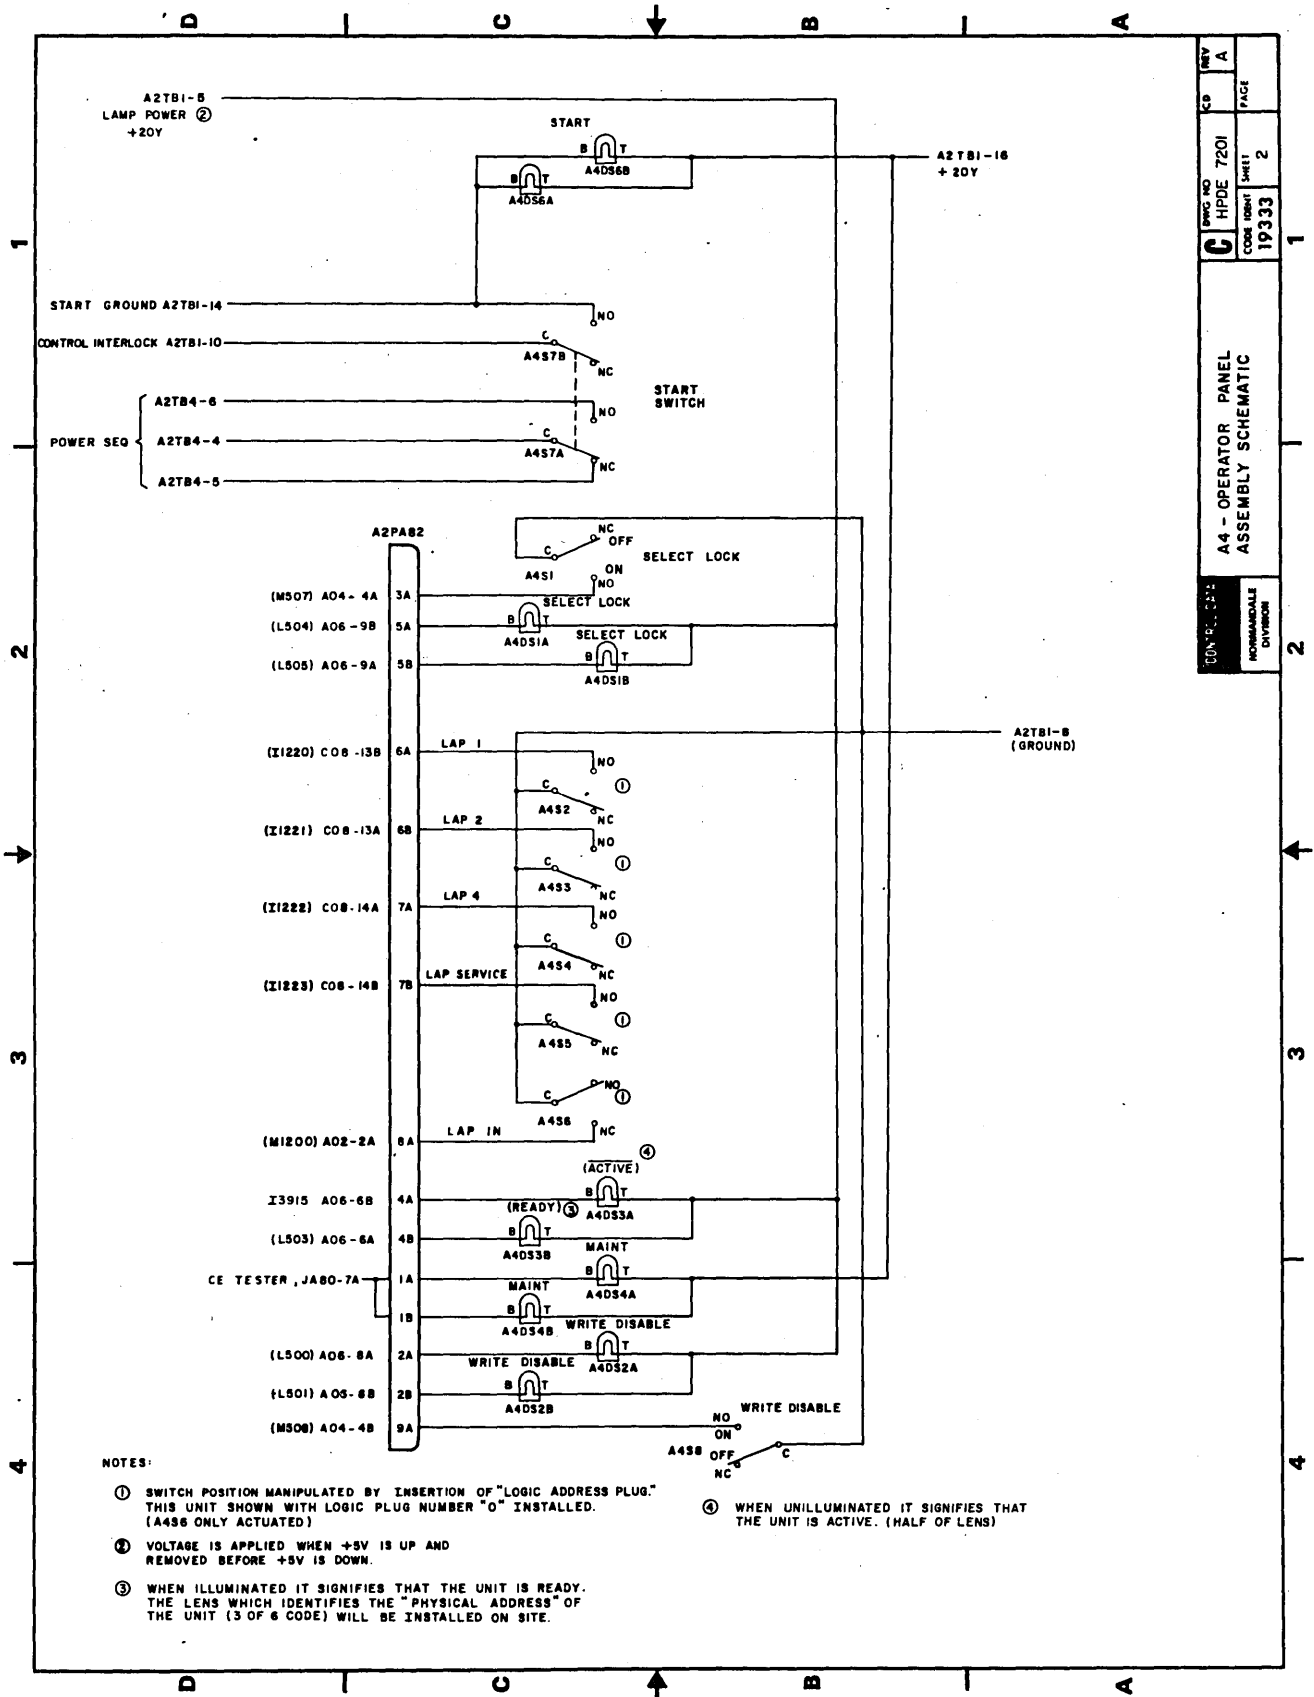 D
C
B
A
A2TB1-5
LAMP POWER ②
+20Y
START
B T
A4DS6B
B T
A4DS6A
A2TB1-16
+ 20Y
1
1
START GROUND A2TB1-14
NO
CONTROL INTERLOCK A2TB1-10
C
A4S7B
NC
START
SWITCH
A2TB4-6
NO
POWER SEQ
A2TB4-4
C
A4S7A
NC
A2TB4-5
C
DWG NO
HPDE 7201
CD
REV
A
CODE IDENT
19333
SHEET
2
PAGE
A4 - OPERATOR PANEL
ASSEMBLY SCHEMATIC
CONTROL DATA
NORMANDALE
DIVISION
A2PA82
NC
OFF
C
A4S1
SELECT LOCK
ON
NO
(M507) A04- 4A 3A
SELECT LOCK
(L504) A06 -9B 5A
B T
A4DS1A
SELECT LOCK
(L505) A06-9A 5B
B T
A4DS1B
2
2
A2TB1-8
(GROUND)
(I1220) C08 -13B 6A LAP 1
NO
C
A4S2
①
NC
(I1221) C08 -13A 6B LAP 2
NO
C
A4S3
①
NC
(I1222) C08-14A 7A LAP 4
NO
C
A4S4
①
NC
(I1223) C08 - 14B 7B LAP SERVICE
NO
C
A4S5
①
NC
3
3
NO
C
①
A4S6
NC
(M1200) A02-2A 8A LAP IN
④
(ACTIVE)
I3915 A06-6B 4A
B T
A4DS3A
(READY) ③
(L503) A06-6A 4B
B T
A4DS3B
MAINT
CE TESTER , JA80-7A 1A
B T
A4DS4A
MAINT
1B
B T
A4DS4B
WRITE DISABLE
(L500) A06-8A 2A
B T
A4DS2A
WRITE DISABLE
(L501) A05-8B 2B
B T
A4DS2B
(M508) A04-4B 9A
NO
ON
WRITE DISABLE
A4S8
OFF
NC
C
4
4
NOTES:
① SWITCH POSITION MANIPULATED BY INSERTION OF "LOGIC ADDRESS PLUG."
THIS UNIT SHOWN WITH LOGIC PLUG NUMBER "0" INSTALLED.
(A4S6 ONLY ACTUATED)
② VOLTAGE IS APPLIED WHEN +5V IS UP AND
REMOVED BEFORE +5V IS DOWN.
③ WHEN ILLUMINATED IT SIGNIFIES THAT THE UNIT IS READY.
THE LENS WHICH IDENTIFIES THE "PHYSICAL ADDRESS" OF
THE UNIT (3 OF 6 CODE) WILL BE INSTALLED ON SITE.
④ WHEN UNILLUMINATED IT SIGNIFIES THAT
THE UNIT IS ACTIVE. (HALF OF LENS)
D
C
B
A